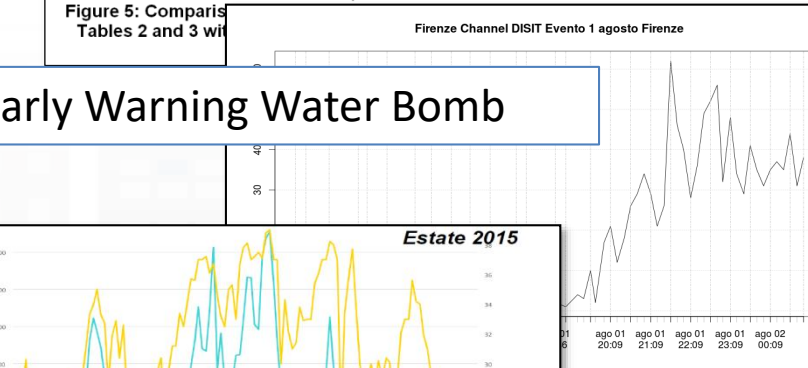 Figure 5: Comparis
Tables 2 and 3 wit
Firenze Channel DISIT Evento 1 agosto Firenze
arly Warning Water Bomb
40
30
Estate 2015
36
34
32
30
ago 01 ago 01 ago 01 ago 01 ago 02
20:09 21:09 22:09 23:09 00:09